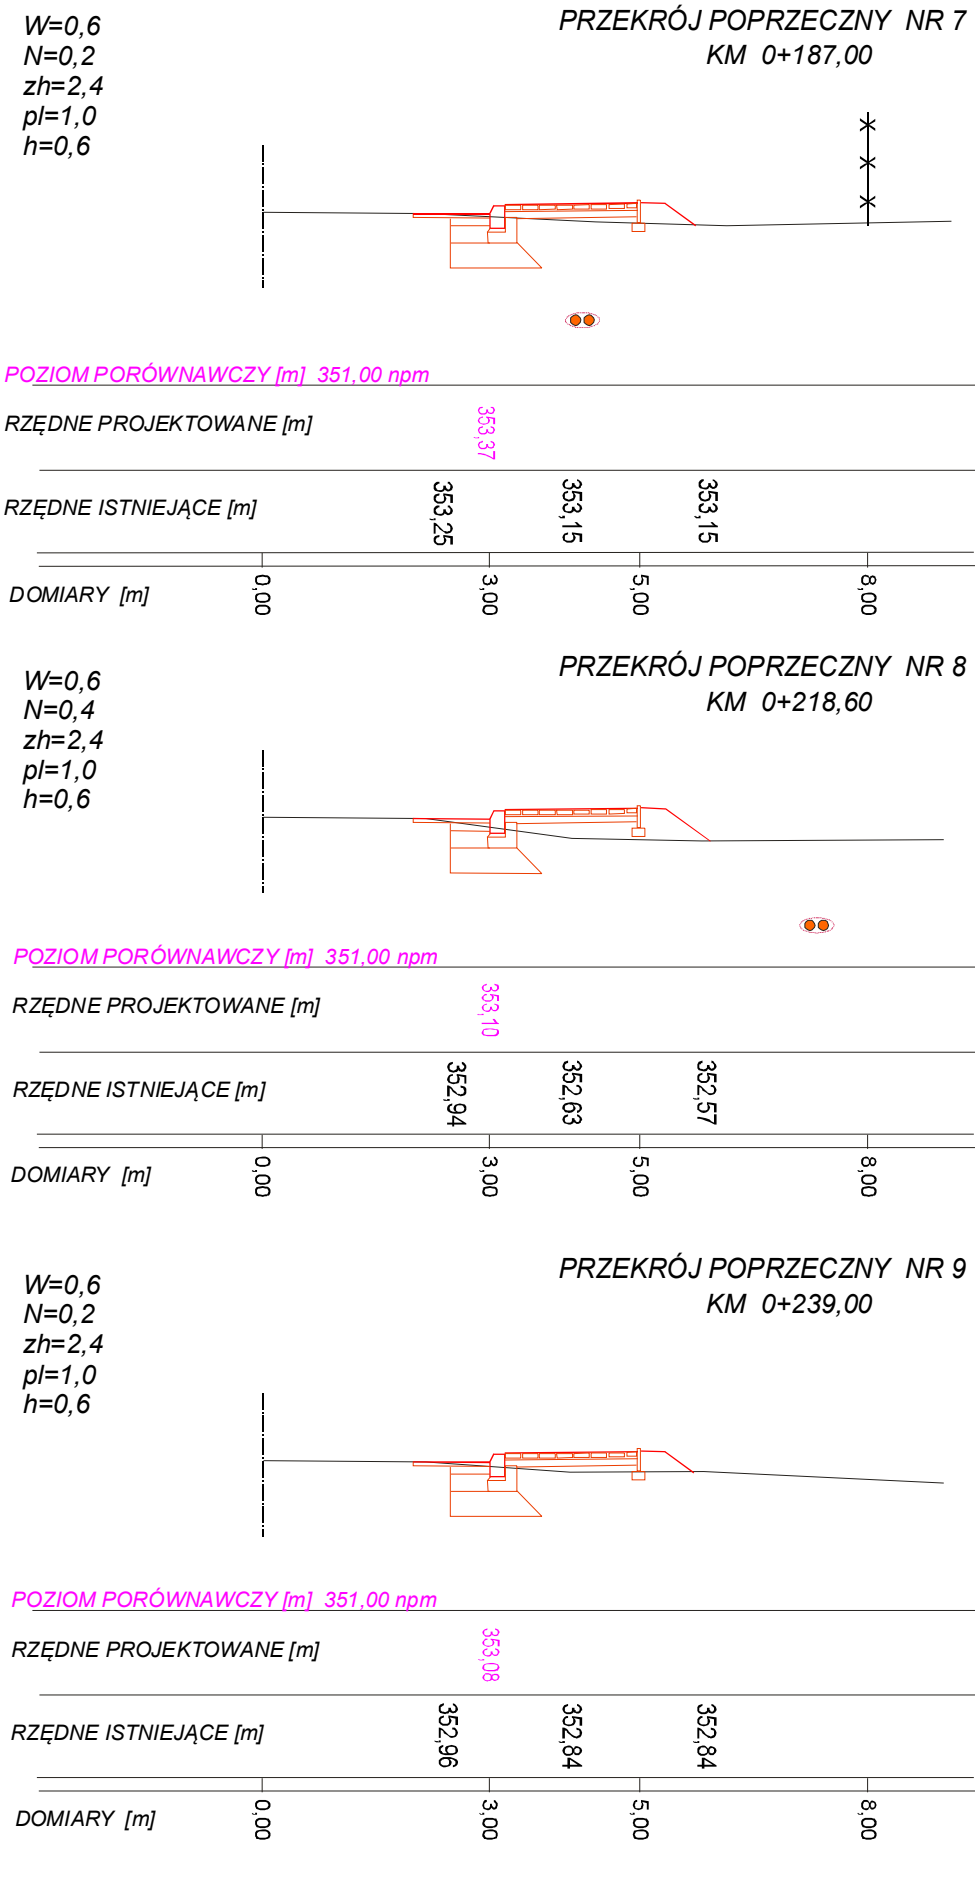 W=0,6
N=0,2
zh=2,4
pl=1,0
h=0,6
PRZEKRÓJ POPRZECZNY NR 7
KM 0+187,00
POZIOM PORÓWNAWCZY [m] 351,00 npm
RZĘDNE PROJEKTOWANE [m]
353,37
RZĘDNE ISTNIEJĄCE [m]
353,25
353,15
353,15
DOMIARY [m]
0,00
3,00
5,00
8,00
W=0,6
N=0,4
zh=2,4
pl=1,0
h=0,6
PRZEKRÓJ POPRZECZNY NR 8
KM 0+218,60
POZIOM PORÓWNAWCZY [m] 351,00 npm
RZĘDNE PROJEKTOWANE [m]
353,10
RZĘDNE ISTNIEJĄCE [m]
352,94
352,63
352,57
DOMIARY [m]
0,00
3,00
5,00
8,00
W=0,6
N=0,2
zh=2,4
pl=1,0
h=0,6
PRZEKRÓJ POPRZECZNY NR 9
KM 0+239,00
POZIOM PORÓWNAWCZY [m] 351,00 npm
RZĘDNE PROJEKTOWANE [m]
353,08
RZĘDNE ISTNIEJĄCE [m]
352,96
352,84
352,84
DOMIARY [m]
0,00
3,00
5,00
8,00